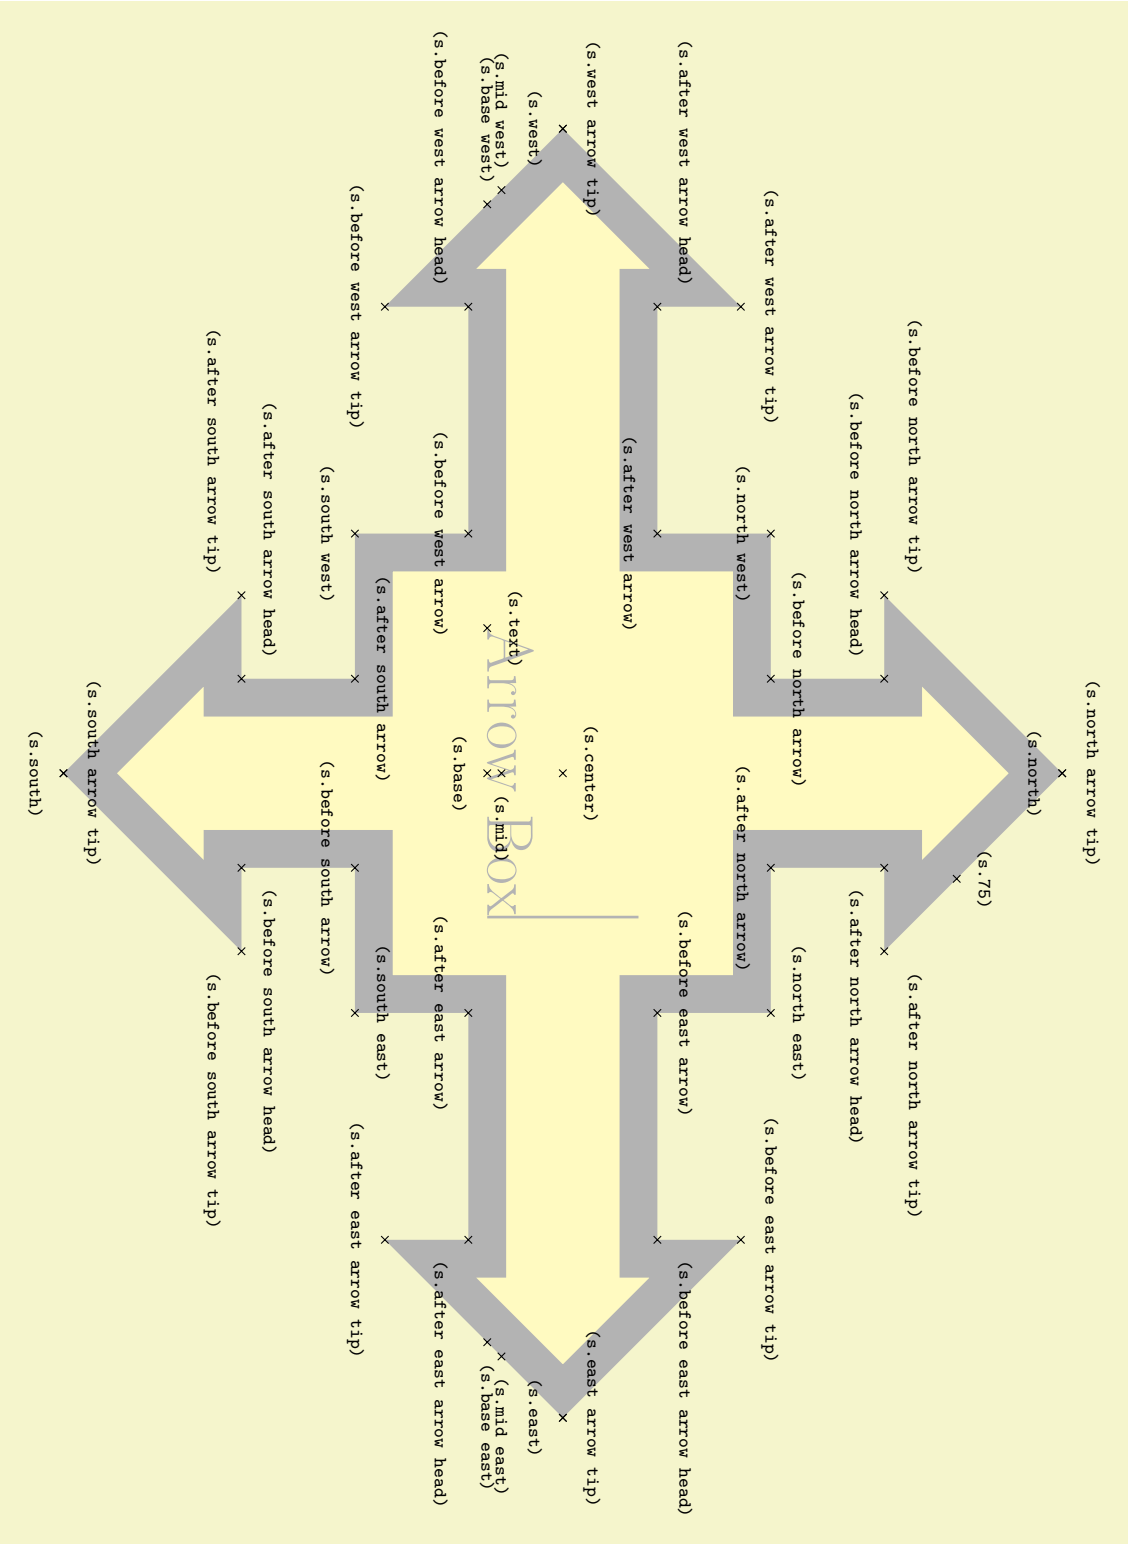 (s.north arrow tip)
(s.north)
(s.75)
(s.before north arrow tip)
(s.after north arrow tip)
(s.before north arrow head)
(s.after north arrow head)
(s.before north arrow)
(s.north east)
(s.after west arrow tip)
(s.before east arrow tip)
(s.north west)
(s.after north arrow)
(s.after west arrow head)
(s.before east arrow)
(s.before east arrow head)
(s.after west arrow)
(s.west arrow tip)
(s.center)
(s.east arrow tip)
(s.west)
(s.east)
(s.text)
Arrow Box
(s.mid west)
(s.mid)
(s.mid east)
(s.base west)
(s.base east)
(s.base)
(s.before west arrow head)
(s.before west arrow)
(s.after east arrow)
(s.after east arrow head)
(s.after south arrow)
(s.south east)
(s.before west arrow tip)
(s.after east arrow tip)
(s.south west)
(s.before south arrow)
(s.after south arrow head)
(s.before south arrow head)
(s.after south arrow tip)
(s.before south arrow tip)
(s.south arrow tip)
(s.south)